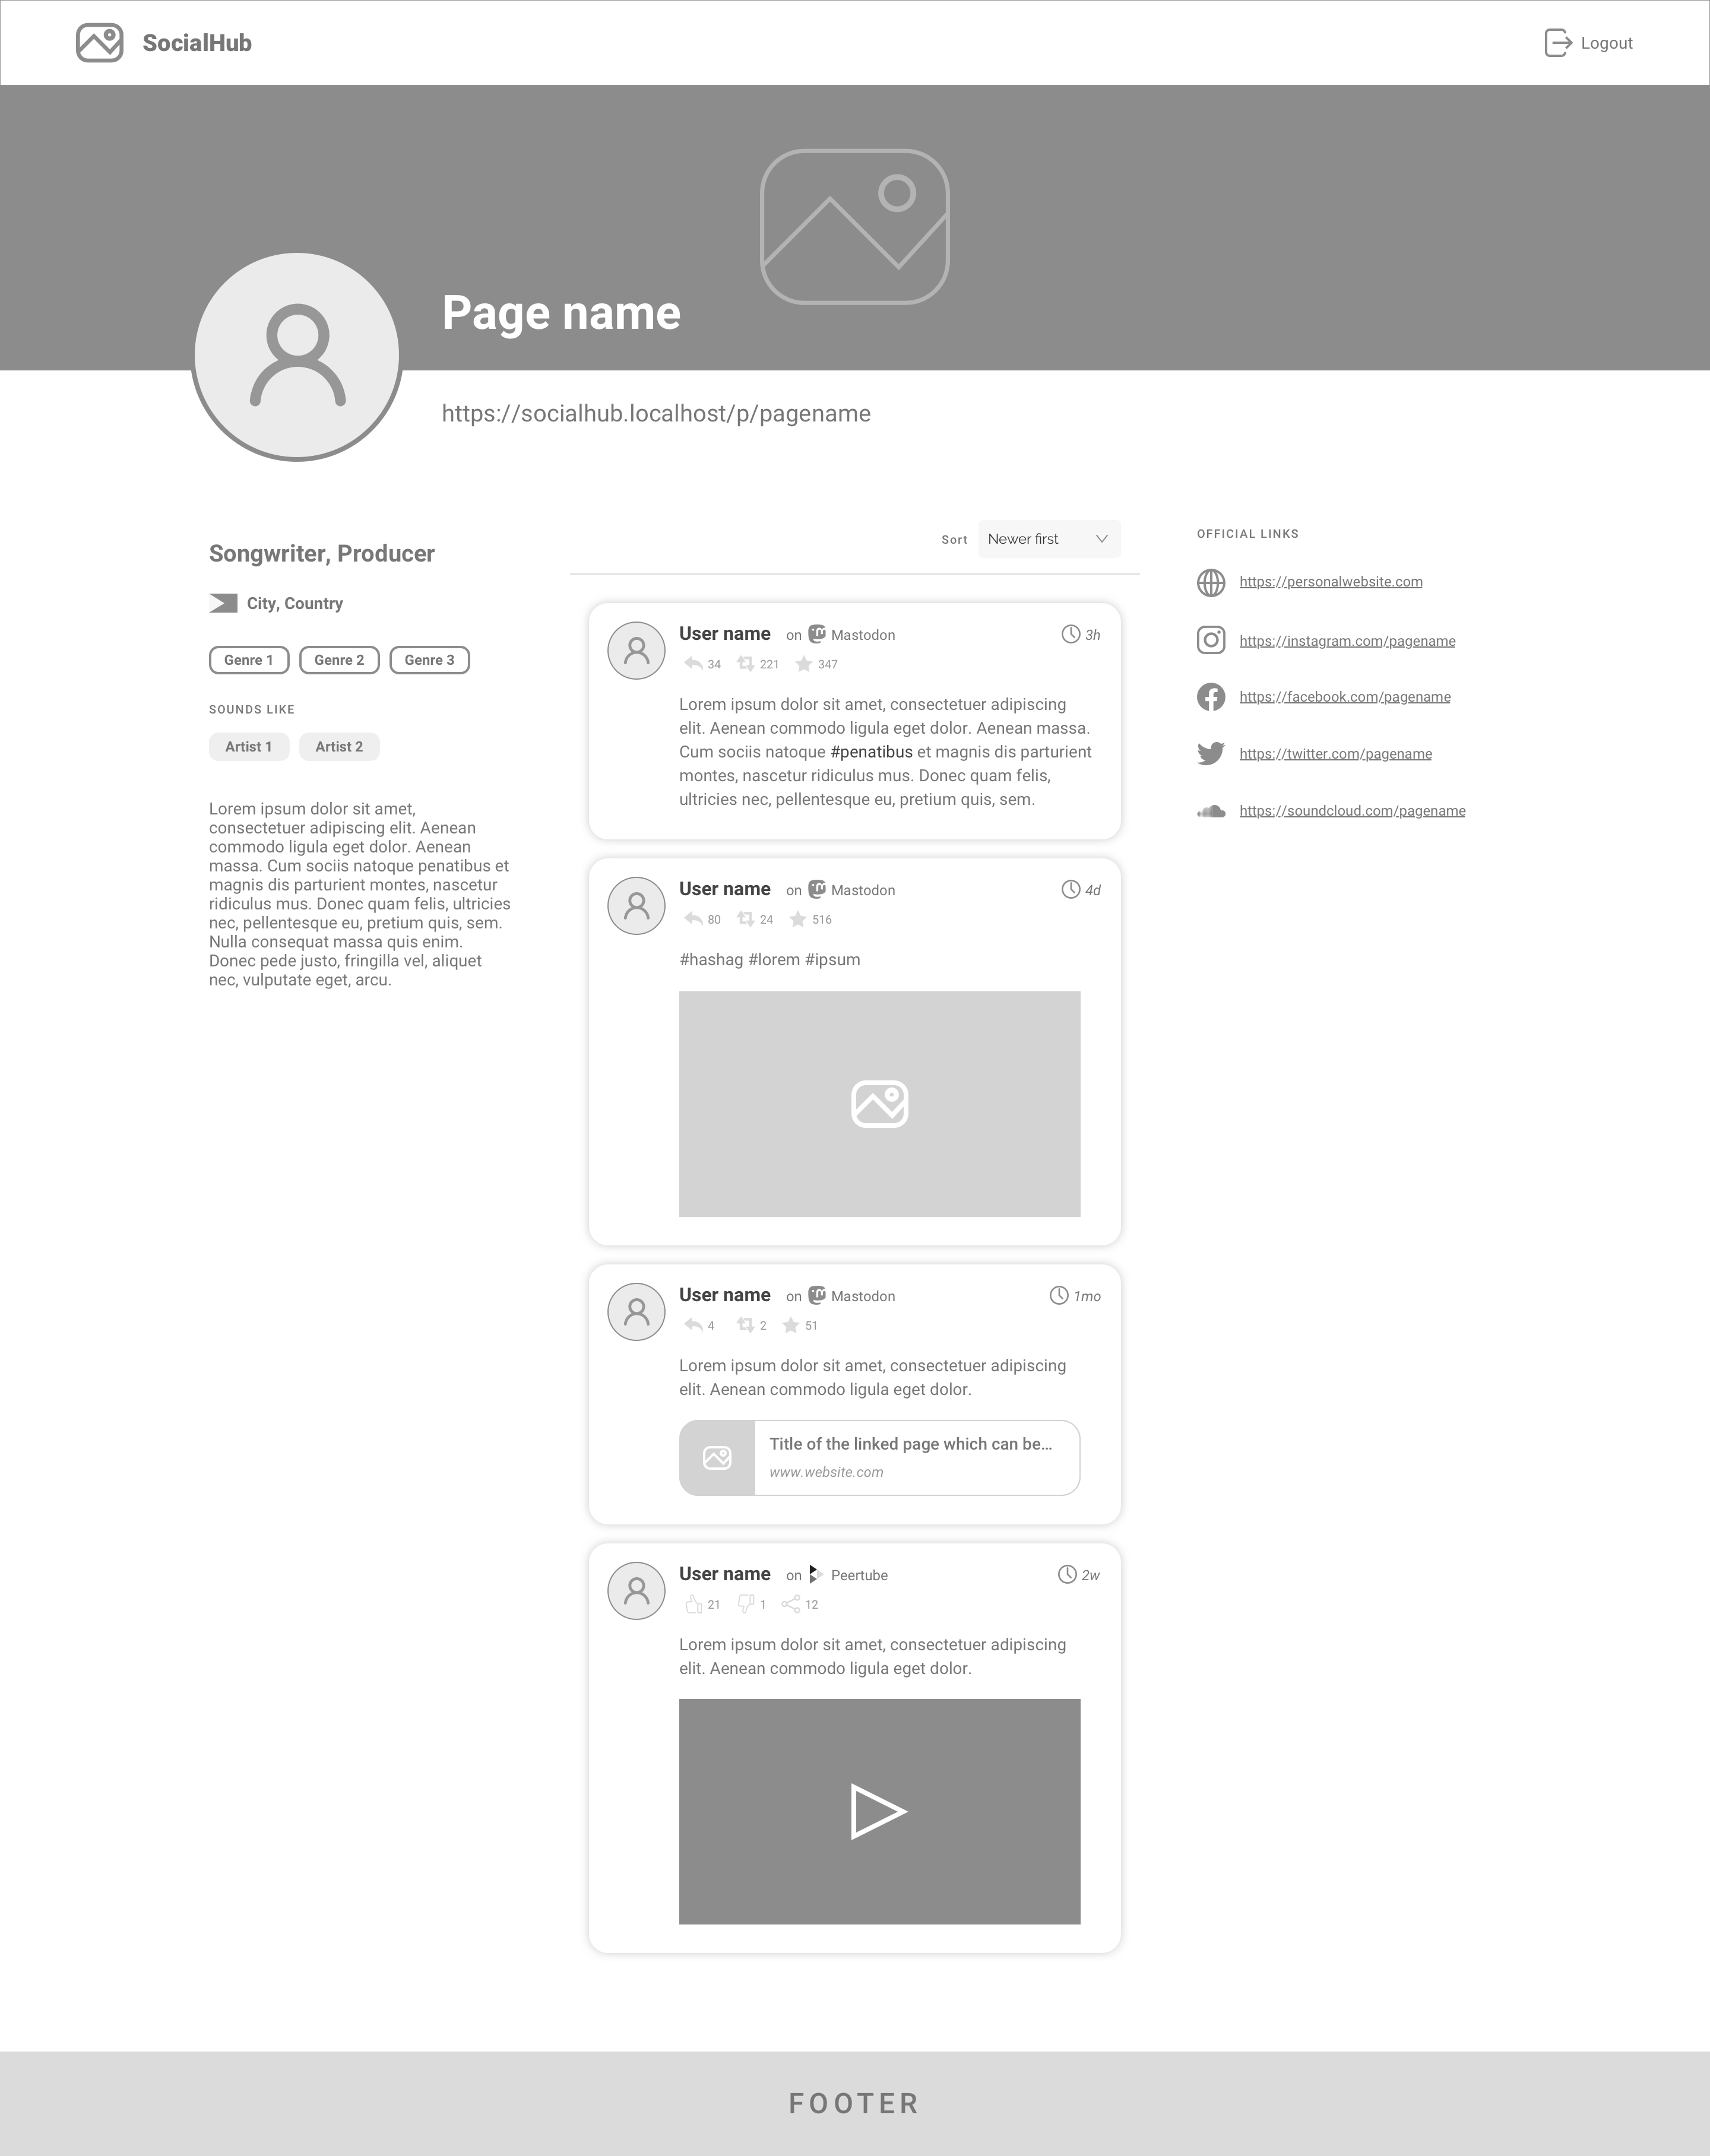 SocialHub
Logout
Page name
https://socialhub.localhost/p/pagename
Songwriter, Producer
City, Country
Genre 1 Genre 2 Genre 3
SOUNDS LIKE
Artist 1 Artist 2
Lorem ipsum dolor sit amet,
consectetuer adipiscing elit. Aenean
commodo ligula eget dolor. Aenean
massa. Cum sociis natoque penatibus et
magnis dis parturient montes, nascetur
ridiculus mus. Donec quam felis, ultricies
nec, pellentesque eu, pretium quis, sem.
Nulla consequat massa quis enim.
Donec pede justo, fringilla vel, aliquet
nec, vulputate eget, arcu.
Sort Newer first
User name on Mastodon 3h
34 221 347
Lorem ipsum dolor sit amet, consectetuer adipiscing
elit. Aenean commodo ligula eget dolor. Aenean massa.
Cum sociis natoque #penatibus et magnis dis parturient
montes, nascetur ridiculus mus. Donec quam felis,
ultricies nec, pellentesque eu, pretium quis, sem.
User name on Mastodon 4d
80 24 516
#hashag #lorem #ipsum
User name on Mastodon 1mo
4 2 51
Lorem ipsum dolor sit amet, consectetuer adipiscing
elit. Aenean commodo ligula eget dolor.
Title of the linked page which can be...
www.website.com
User name on Peertube 2w
21 1 12
Lorem ipsum dolor sit amet, consectetuer adipiscing
elit. Aenean commodo ligula eget dolor.
OFFICIAL LINKS
https://personalwebsite.com
https://instagram.com/pagename
https://facebook.com/pagename
https://twitter.com/pagename
https://soundcloud.com/pagename
FOOTER